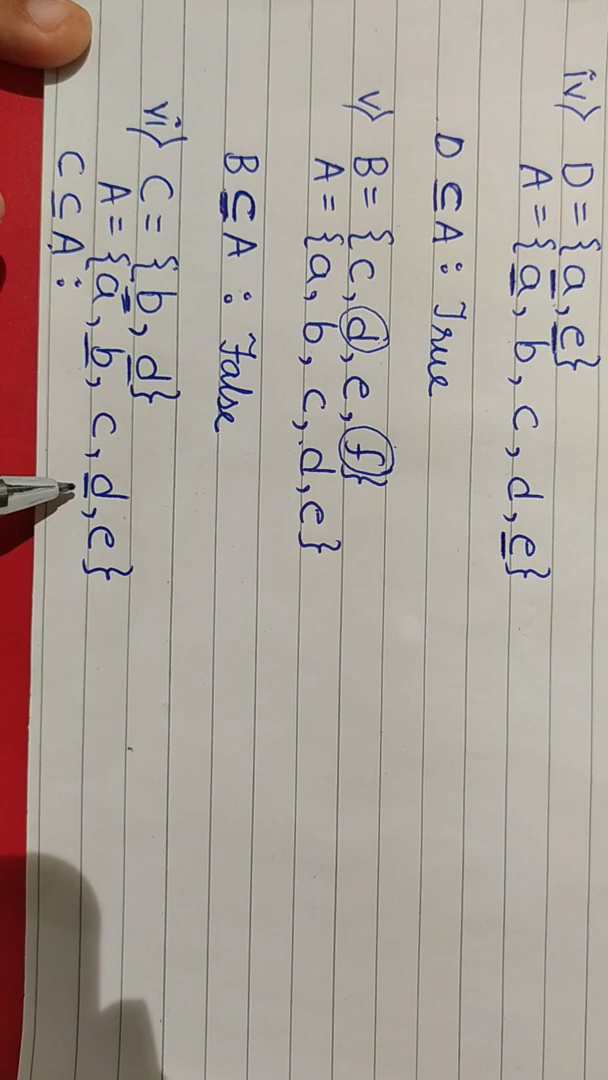 iv) D = {a, e}
A = {a, b, c, d, e}
D ⊆ A : True
v) B = {c, d, e, f}
A = {a, b, c, d, e}
B ⊆ A : False
vi) C = {b, d}
A = {a, b, c, d, e}
C ⊆ A :